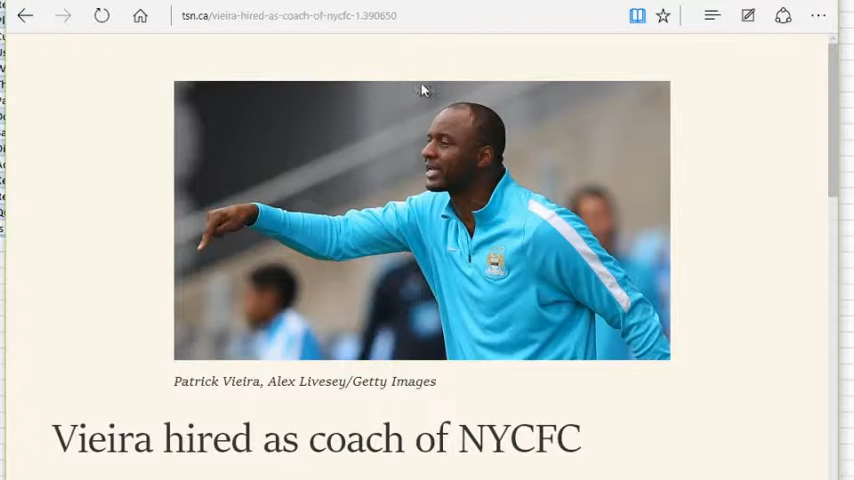 tsn.ca/vieira-hired-as-coach-of-nycfc-1.390650
Patrick Vieira, Alex Livesey/Getty Images
Vieira hired as coach of NYCFC